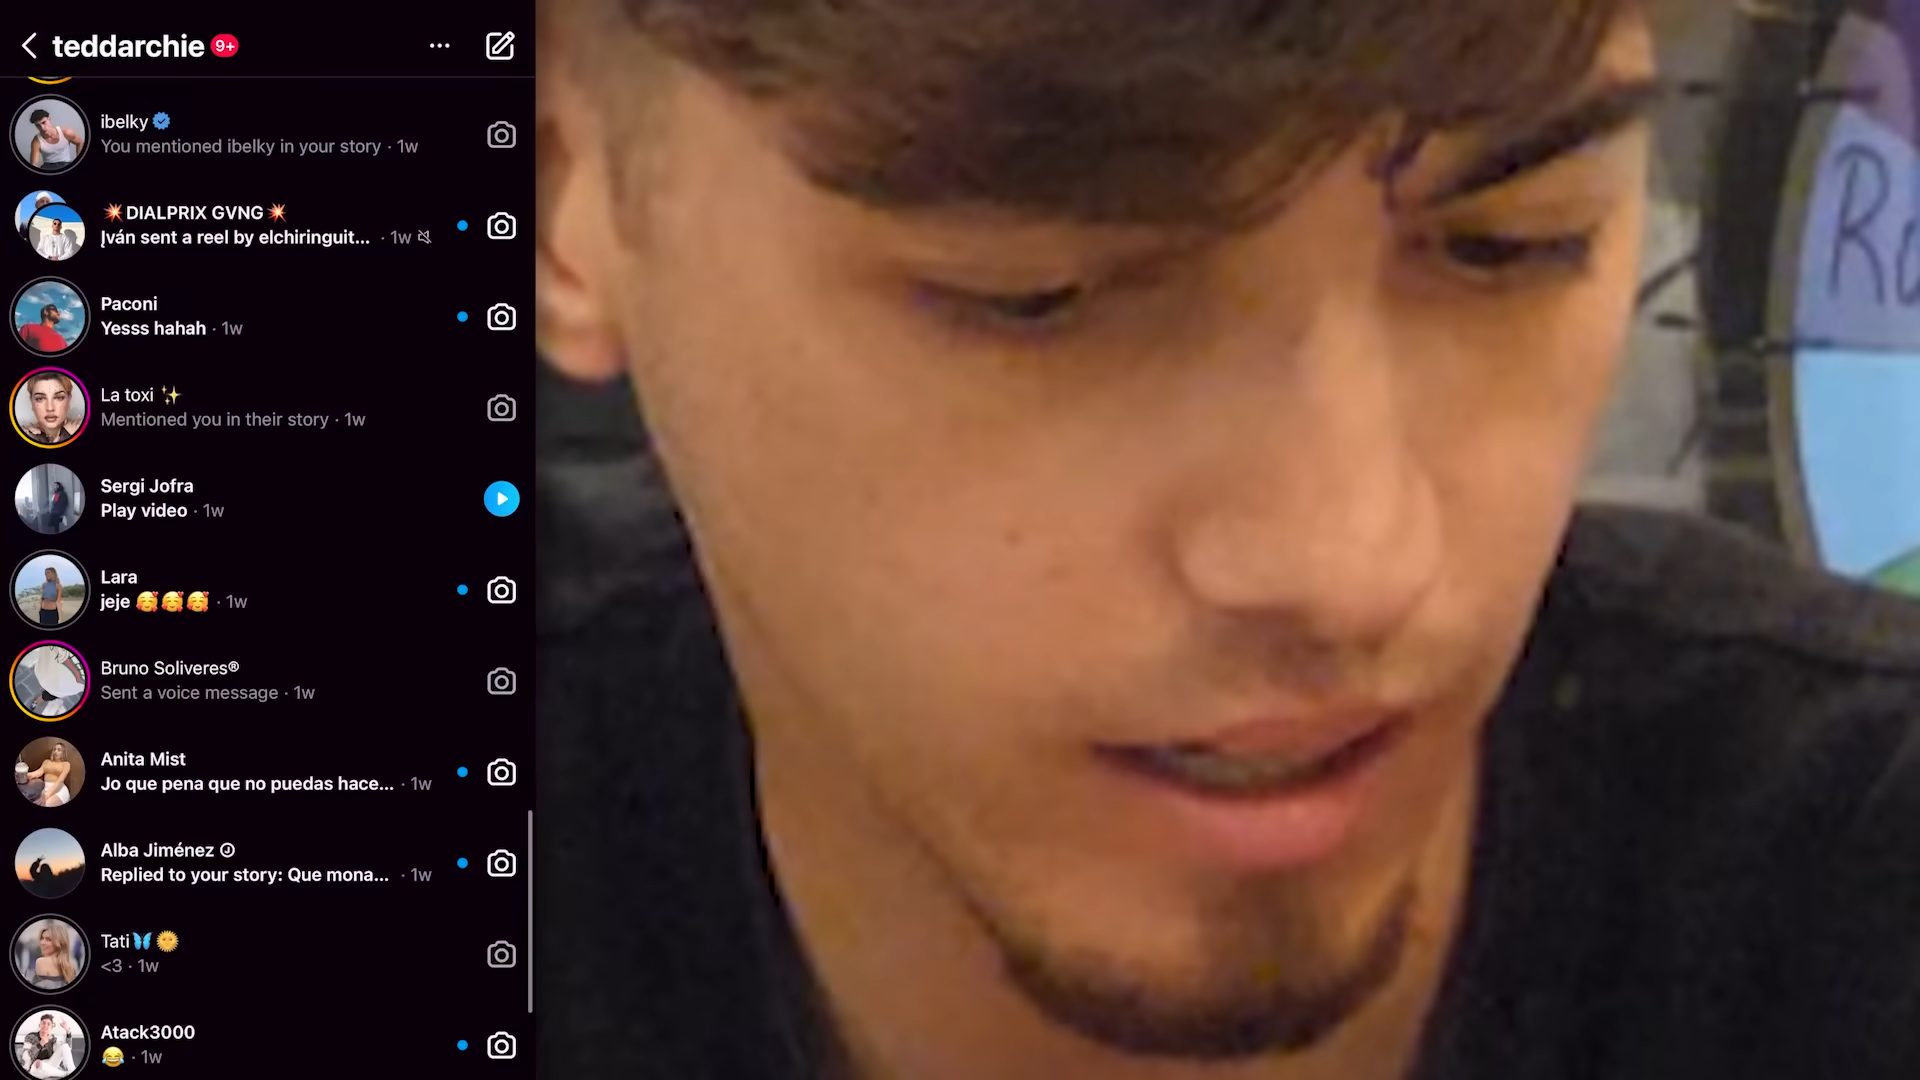 teddarchie 9+
ibelky
You mentioned ibelky in your story · 1w
💥DIALPRIX GVNG💥
Įván sent a reel by elchiringuit... · 1w
Paconi
Yesss hahah · 1w
La toxi ✨
Mentioned you in their story · 1w
Sergi Jofra
Play video · 1w
Lara
jeje 🥰🥰🥰 · 1w
Bruno Soliveres®
Sent a voice message · 1w
Anita Mist
Jo que pena que no puedas hace... · 1w
Alba Jiménez
Replied to your story: Que mona... · 1w
Tati🦋🌞
<3 · 1w
Atack3000
😂 · 1w